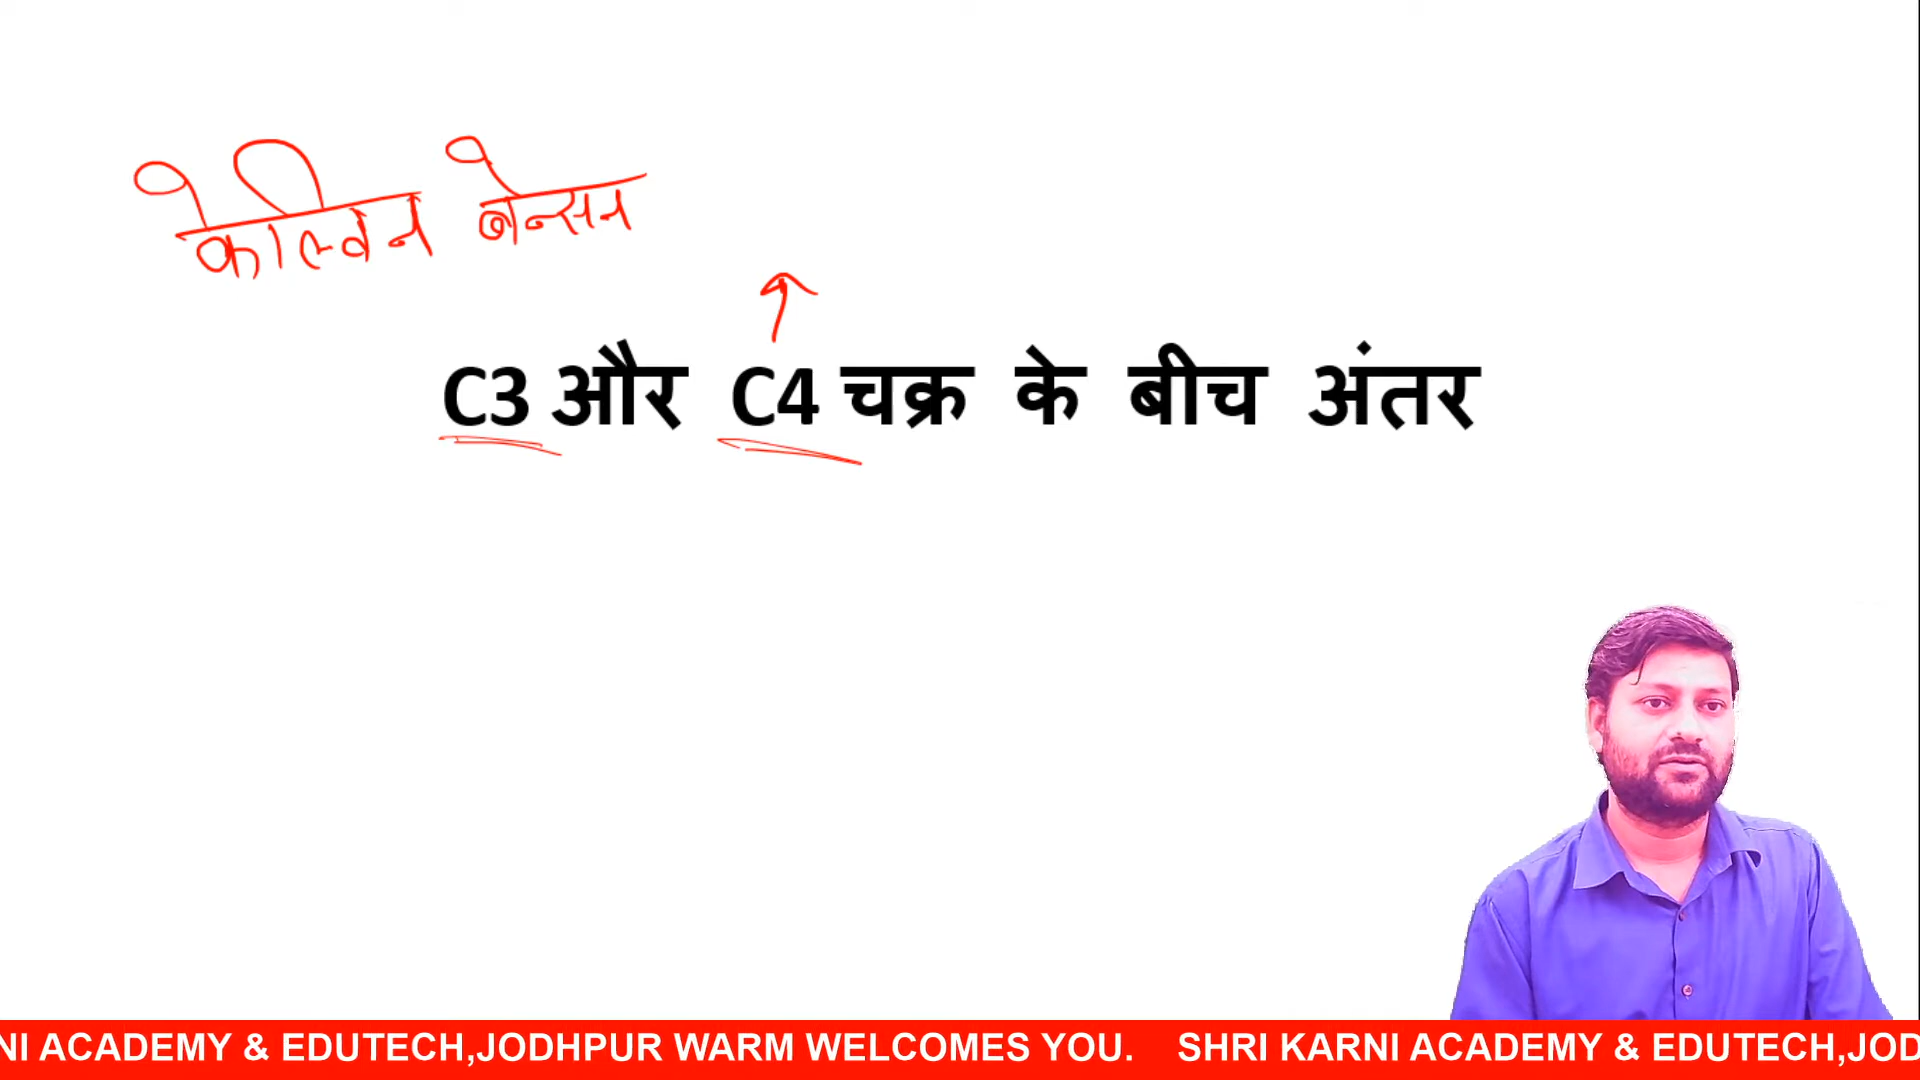 केल्विन बेन्सन
C3 और C4 चक्र के बीच अंतर
NI ACADEMY & EDUTECH,JODHPUR WARM WELCOMES YOU. SHRI KARNI ACADEMY & EDUTECH,JOD